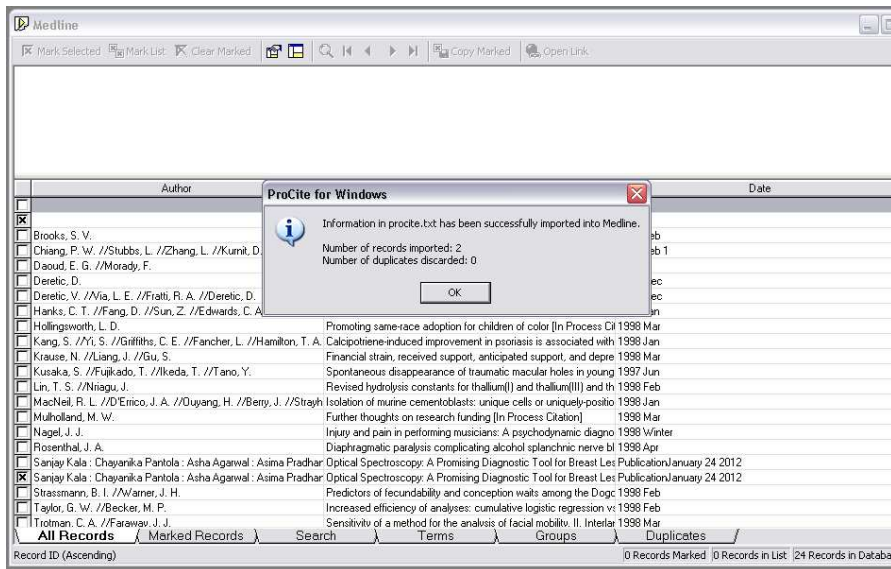 Medline
Mark Selected Mark List Clear Marked Copy Marked Open Link
Author Date
ProCite for Windows
Information in procite.txt has been successfully imported into Medline.
Number of records imported: 2
Number of duplicates discarded: 0
OK
Brooks, S. V. eb
Chiang, P. W. //Stubbs, L. //Zhang, L. //Kurnit, D. eb 1
Daoud, E. G. //Morady, F.
Deretic, D. ec
Deretic, V. //Via, L. E. //Fratti, R. A. //Deretic, D. ec
Hanks, C. T. //Fang, D. //Sun, Z. //Edwards, C. A an
Hollingsworth, L. D. Promoting same-race adoption for children of color [In Process Cit 1998 Mar
Kang, S. //Yi, S. //Griffiths, C. E. //Fancher, L. //Hamilton, T. A. Calcipotriene-induced improvement in psoriasis is associated with 1998 Jan
Krause, N. //Liang, J. //Gu, S. Financial strain, received support, anticipated support, and depre 1998 Mar
Kusaka, S. //Fujikado, T. //Ikeda, T. //Tano, Y. Spontaneous disappearance of traumatic macular holes in young 1997 Jun
Lin, T. S. //Nriagu, J. Revised hydrolysis constants for thallium(I) and thallium(III) and th 1998 Feb
MacNeil, R. L. //D'Errico, J. A. //Ouyang, H. //Berry, J. //Strayh Isolation of murine cementoblasts: unique cells or uniquely-positio 1998 Jan
Mulholland, M. W. Further thoughts on research funding [In Process Citation] 1998 Mar
Nagel, J. J. Injury and pain in performing musicians: A psychodynamic diagno 1998 Winter
Rosenthal, J. A. Diaphragmatic paralysis complicating alcohol splanchnic nerve bl 1998 Apr
Sanjay Kala : Chayanika Pantola : Asha Agarwal : Asima Pradhar Optical Spectroscopy: A Promising Diagnostic Tool for Breast Les PublicationJanuary 24 2012
Sanjay Kala : Chayanika Pantola : Asha Agarwal : Asima Pradhar Optical Spectroscopy: A Promising Diagnostic Tool for Breast Les PublicationJanuary 24 2012
Strassmann, B. I. //Warner, J. H. Predictors of fecundability and conception waits among the Dogc 1998 Feb
Taylor, G. W. //Becker, M. P. Increased efficiency of analyses: cumulative logistic regression vs 1998 Feb
Trotman, C. A. //Faraway, J. J. Sensitivity of a method for the analysis of facial mobility. II. Interlar 1998 Mar
All Records Marked Records Search Terms Groups Duplicates
Record ID (Ascending) 0 Records Marked 0 Records in List 24 Records in Databa